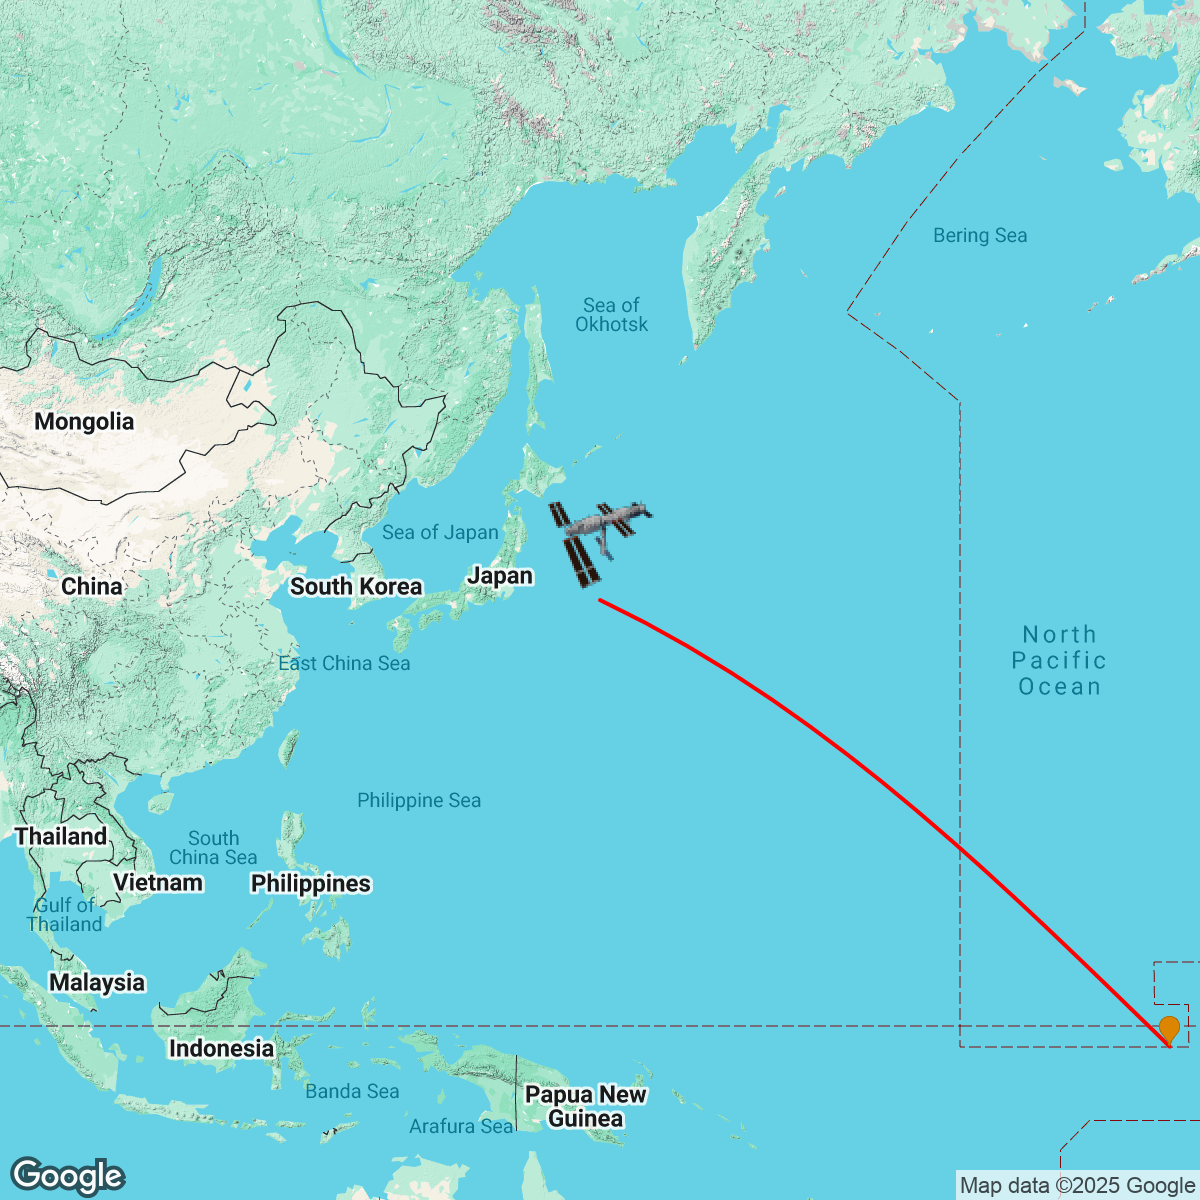 Bering Sea
Sea of
Okhotsk
Mongolia
Sea of Japan
Japan
China
South Korea
North
Pacific
Ocean
East China Sea
Philippine Sea
Thailand
South
China Sea
Vietnam
Philippines
Gulf of
Thailand
Malaysia
Indonesia
Banda Sea
Papua New
Guinea
Arafura Sea
Google
Map data ©2025 Google